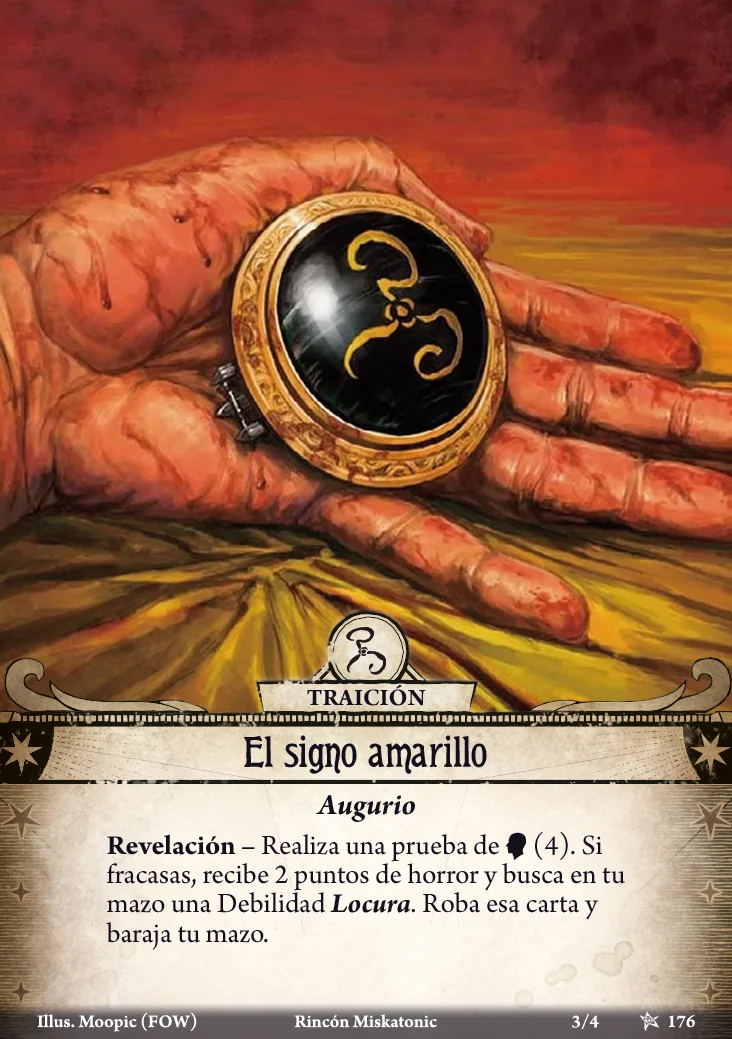 TRAICIÓN
El signo amarillo
Augurio
Revelación – Realiza una prueba de (4). Si
fracasas, recibe 2 puntos de horror y busca en tu
mazo una Debilidad Locura. Roba esa carta y
baraja tu mazo.
Illus. Moopic (FOW) Rincón Miskatonic 3/4 176